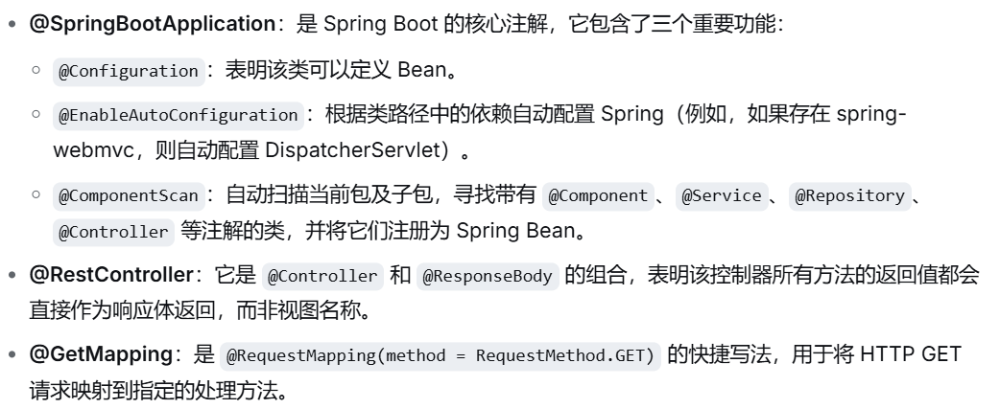 • @SpringBootApplication：是 Spring Boot 的核心注解，它包含了三个重要功能：
○ @Configuration：表明该类可以定义 Bean。
○ @EnableAutoConfiguration：根据类路径中的依赖自动配置 Spring（例如，如果存在 spring-
webmvc，则自动配置 DispatcherServlet）。
○ @ComponentScan：自动扫描当前包及子包，寻找带有 @Component、@Service、@Repository、
@Controller 等注解的类，并将它们注册为 Spring Bean。
• @RestController：它是 @Controller 和 @ResponseBody 的组合，表明该控制器所有方法的返回值都会
直接作为响应体返回，而非视图名称。
• @GetMapping：是 @RequestMapping(method = RequestMethod.GET) 的快捷写法，用于将 HTTP GET
请求映射到指定的处理方法。